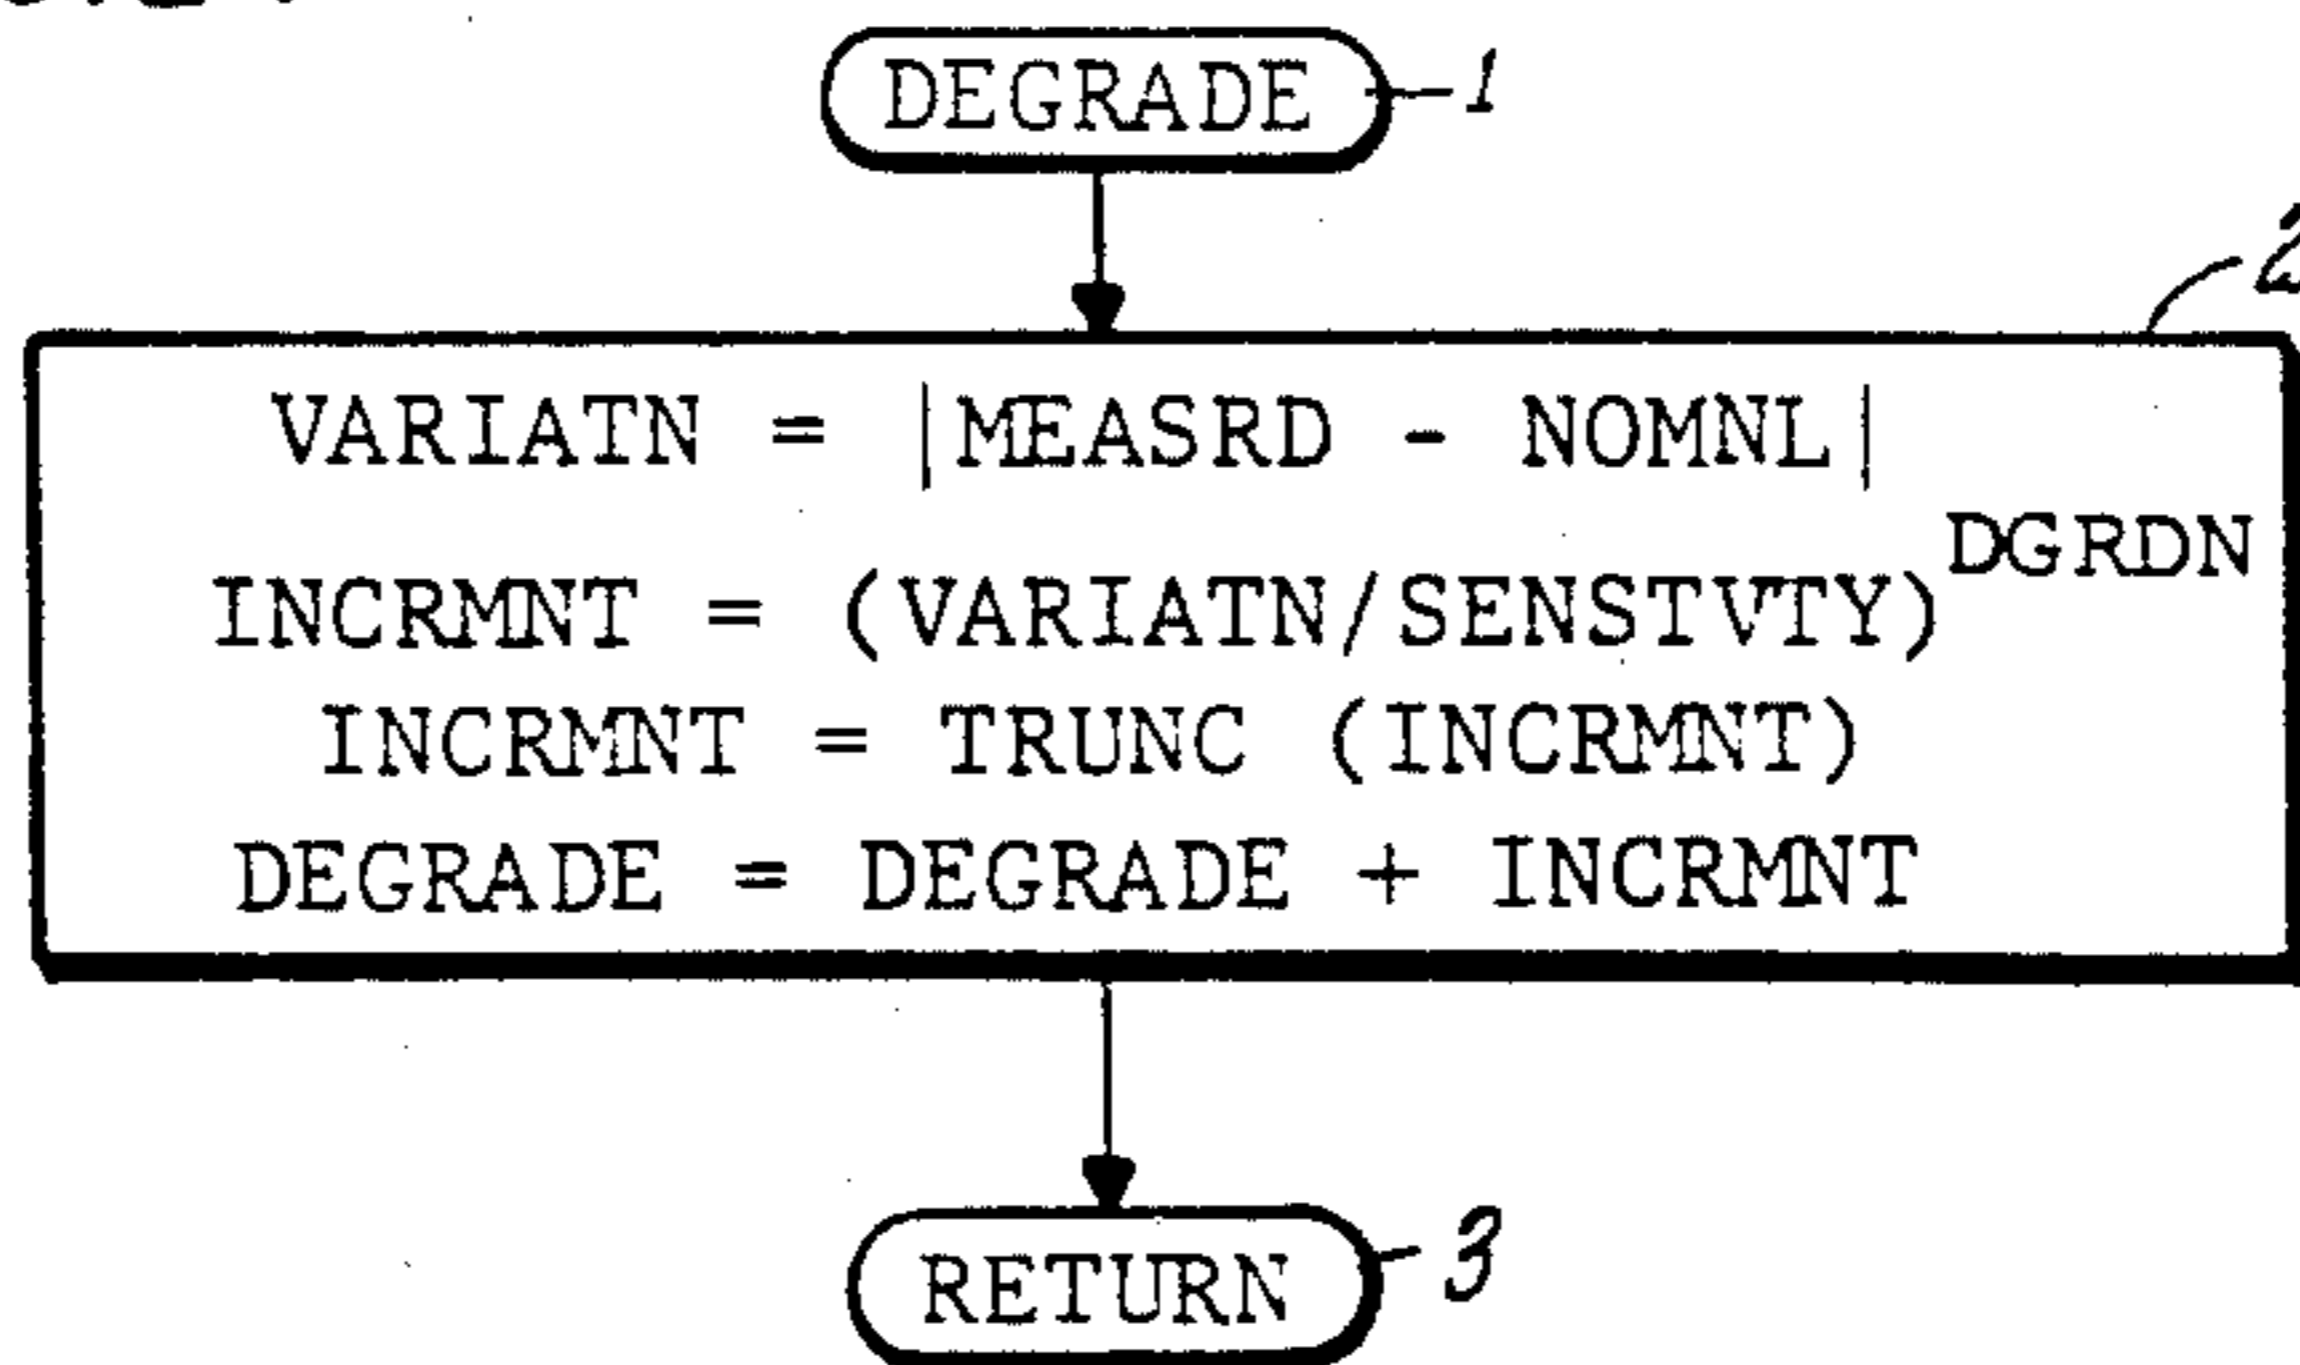 DEGRADE 1
2
VARIATN = |MEASRD - NOMNL|
INCRMNT = (VARIATN/SENSTVTY)^DGRDN
INCRMNT = TRUNC (INCRMNT)
DEGRADE = DEGRADE + INCRMNT
RETURN 3